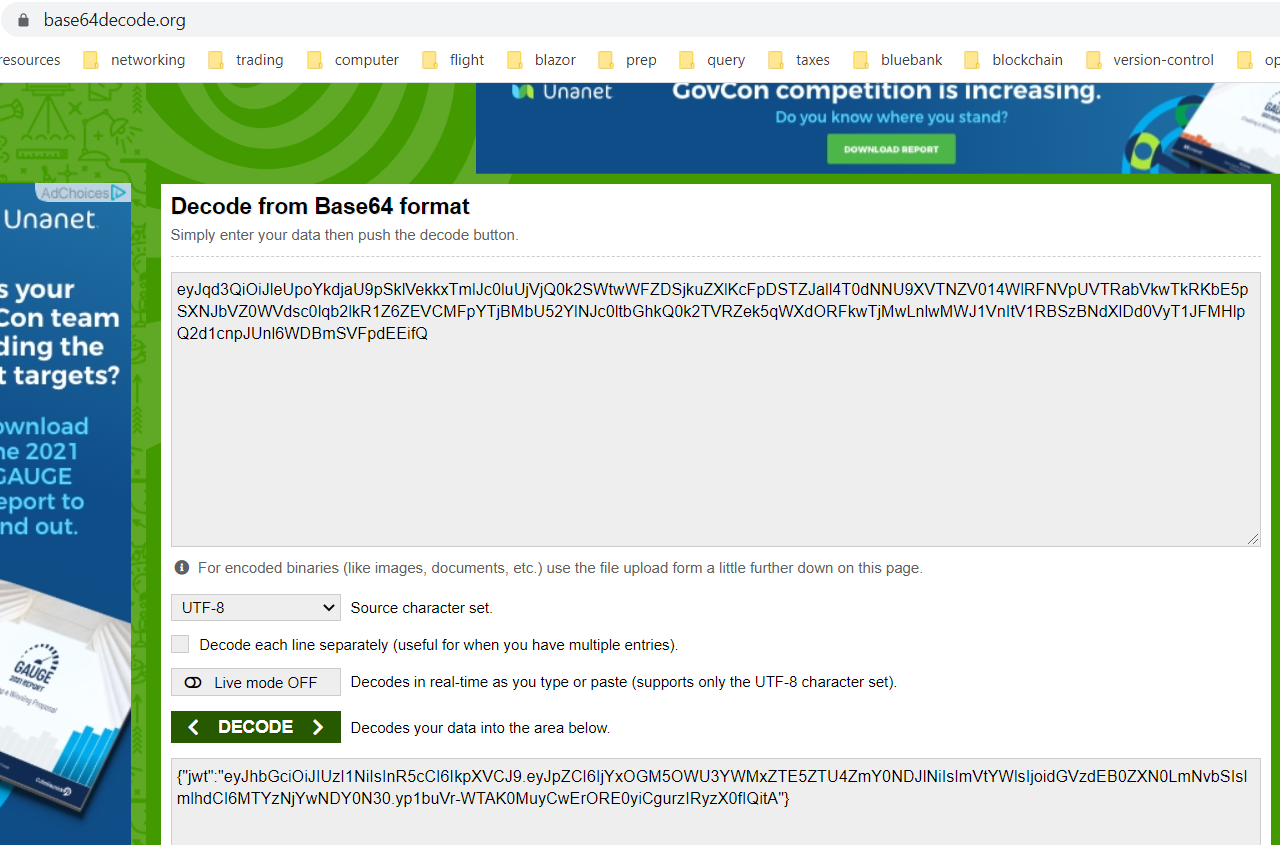 base64decode.org
resources networking trading computer flight blazor prep query taxes bluebank blockchain version-control op
Unanet
GovCon competition is increasing.
Do you know where you stand?
DOWNLOAD REPORT
AdChoices
Unanet
s your
Con team
ding the
t targets?
ownload
he 2021
GAUGE
eport to
nd out.
GAUGE
2021 REPORT
Decode from Base64 format
Simply enter your data then push the decode button.
eyJqd3QiOiJleUpoYkdjaU9pSklVekkxTmlJc0luUjVjQ0k2SWtwWFZDSjkuZXlKcFpDSTZJall4T0dNNU9XVTNZV014WlRFNVpUVTRabVkwTkRKbE5p
SXNJbVZ0WVdsc0lqb2lkR1Z6ZEVCMFpYTjBMbU52YlNJc0ltbGhkQ0k2TVRZek5qWXdORFkwTjMwLnlwMWJ1VnItV1RBSzBNdXlDd0VyT1JFMHlp
Q2d1cnpJUnl6WDBmSVFpdEEifQ
For encoded binaries (like images, documents, etc.) use the file upload form a little further down on this page.
UTF-8 Source character set.
Decode each line separately (useful for when you have multiple entries).
Live mode OFF Decodes in real-time as you type or paste (supports only the UTF-8 character set).
DECODE Decodes your data into the area below.
{"jwt":"eyJhbGciOiJIUzI1NiIsInR5cCI6IkpXVCJ9.eyJpZCI6IjYxOGM5OWU3YWMxZTE5ZTU4ZmY0NDJlNiIsImVtYWlsIjoidGVzdEB0ZXN0LmNvbSIsI
mlhdCI6MTYzNjYwNDY0N30.yp1buVr-WTAK0MuyCwErORE0yiCgurzIRyzX0fIQitA"}